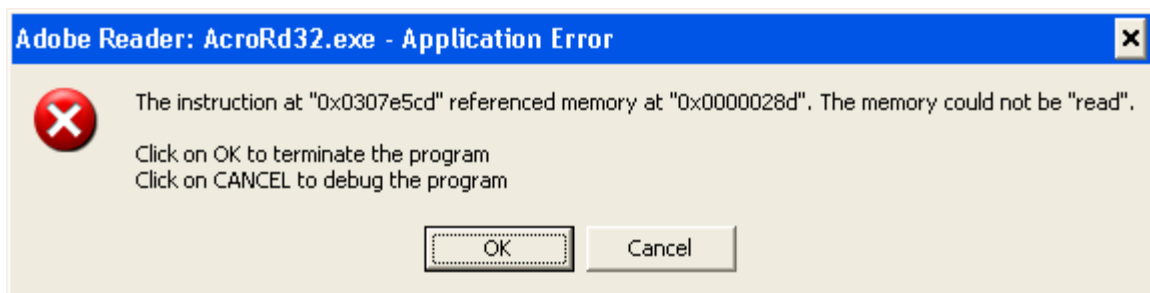 Adobe Reader: AcroRd32.exe - Application Error
The instruction at "0x0307e5cd" referenced memory at "0x0000028d". The memory could not be "read".
Click on OK to terminate the program
Click on CANCEL to debug the program
OK
Cancel